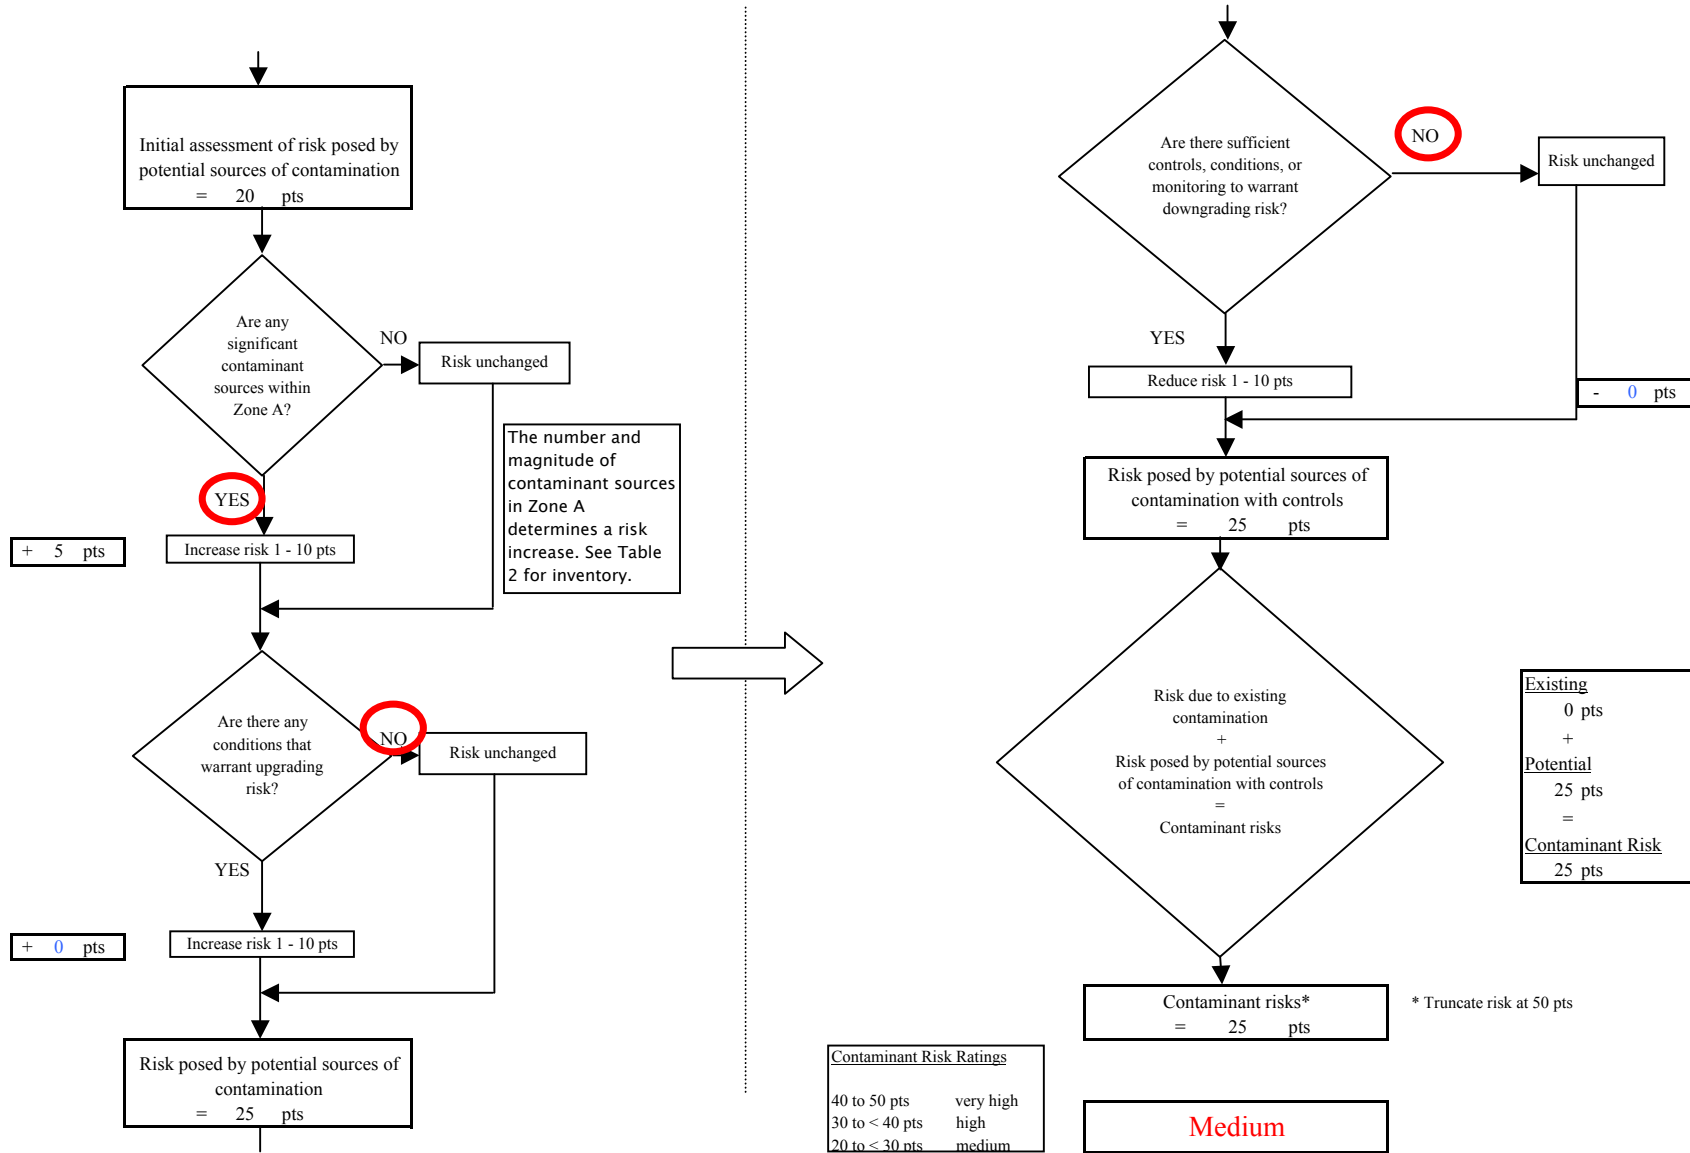 Initial assessment of risk posed by
potential sources of contamination
= 20 pts
Are any
significant
contaminant
sources within
Zone A?
NO
Risk unchanged
The number and
magnitude of
contaminant sources
in Zone A
determines a risk
increase. See Table
2 for inventory.
YES
+ 5 pts
Increase risk 1 - 10 pts
Are there any
conditions that
warrant upgrading
risk?
NO
Risk unchanged
YES
+ 0 pts
Increase risk 1 - 10 pts
Risk posed by potential sources of
contamination
= 25 pts
Are there sufficient
controls, conditions, or
monitoring to warrant
downgrading risk?
NO
Risk unchanged
YES
Reduce risk 1 - 10 pts
- 0 pts
Risk posed by potential sources of
contamination with controls
= 25 pts
Risk due to existing
contamination
+
Risk posed by potential sources
of contamination with controls
=
Contaminant risks
Existing
0 pts
+
Potential
25 pts
=
Contaminant Risk
25 pts
Contaminant risks*
= 25 pts
* Truncate risk at 50 pts
Contaminant Risk Ratings
40 to 50 pts very high
30 to < 40 pts high
20 to < 30 pts medium
Medium